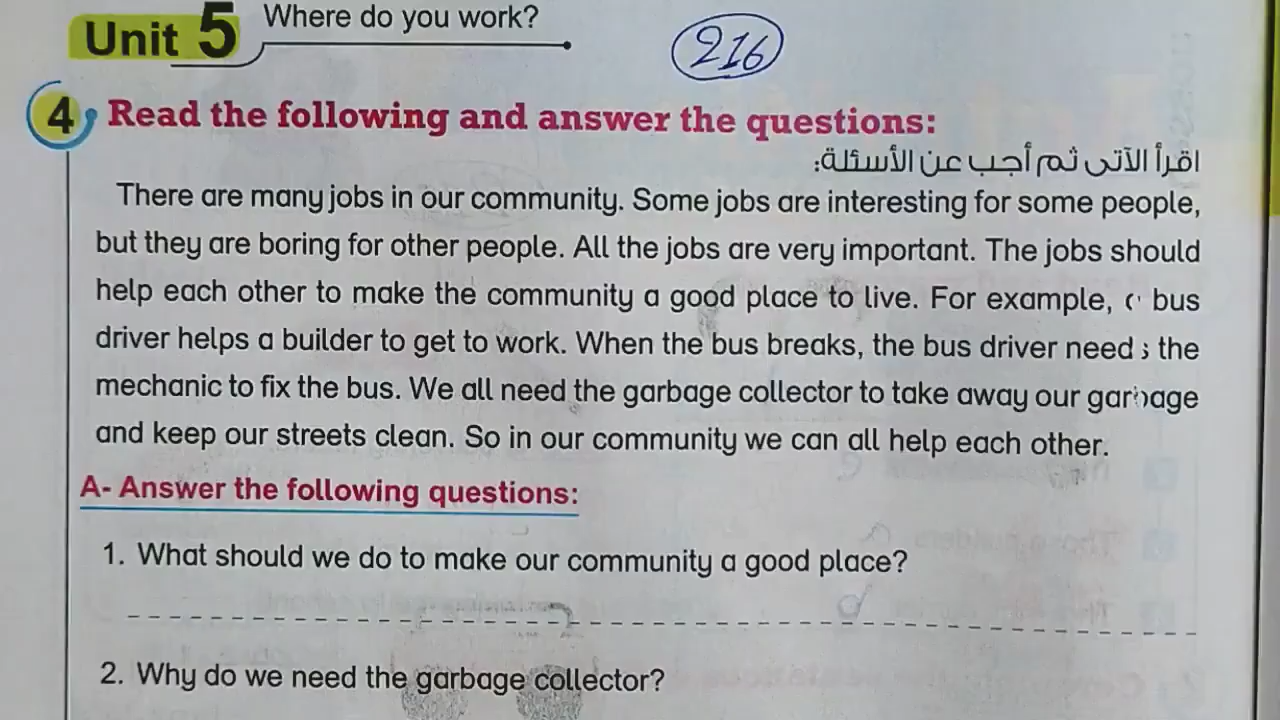 Unit 5 Where do you work?
216
4 Read the following and answer the questions:
اقرأ الآتى ثم أجب عن الأسئلة:
There are many jobs in our community. Some jobs are interesting for some people,
but they are boring for other people. All the jobs are very important. The jobs should
help each other to make the community a good place to live. For example, a bus
driver helps a builder to get to work. When the bus breaks, the bus driver needs the
mechanic to fix the bus. We all need the garbage collector to take away our garbage
and keep our streets clean. So in our community we can all help each other.
A- Answer the following questions:
1. What should we do to make our community a good place?
2. Why do we need the garbage collector?